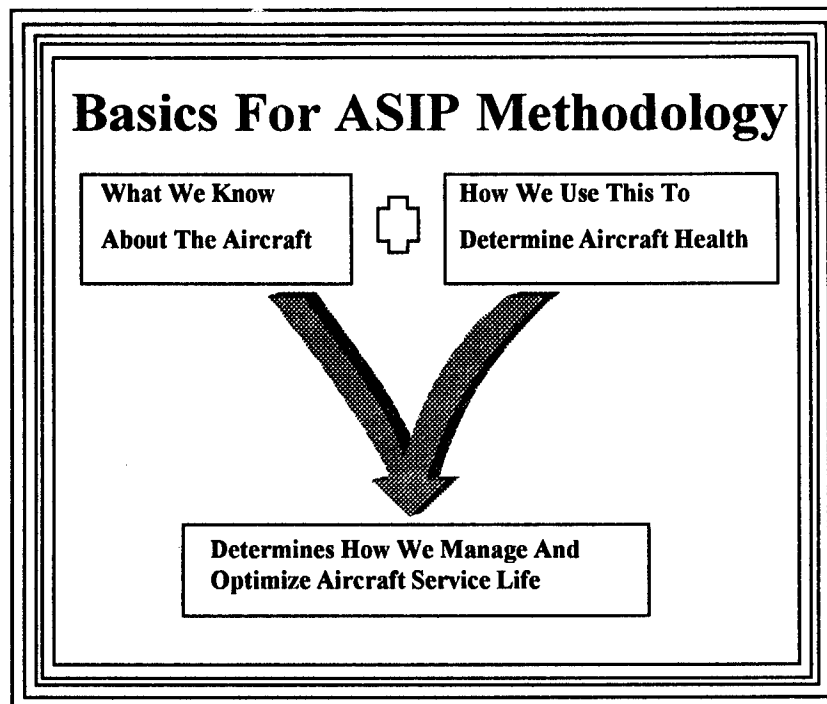 Basics For ASIP Methodology
What We Know
About The Aircraft
How We Use This To
Determine Aircraft Health
Determines How We Manage And
Optimize Aircraft Service Life